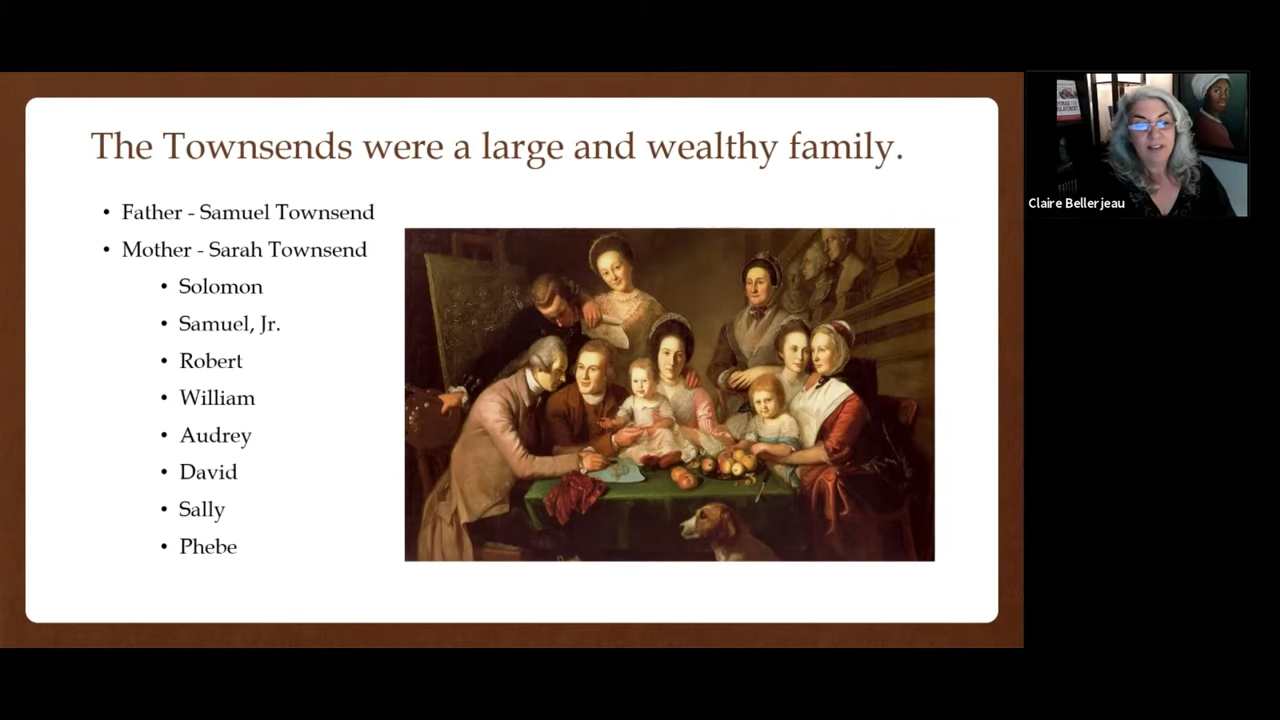 The Townsends were a large and wealthy family.
• Father - Samuel Townsend
• Mother - Sarah Townsend
• Solomon
• Samuel, Jr.
• Robert
• William
• Audrey
• David
• Sally
• Phebe
Claire Bellerjeau